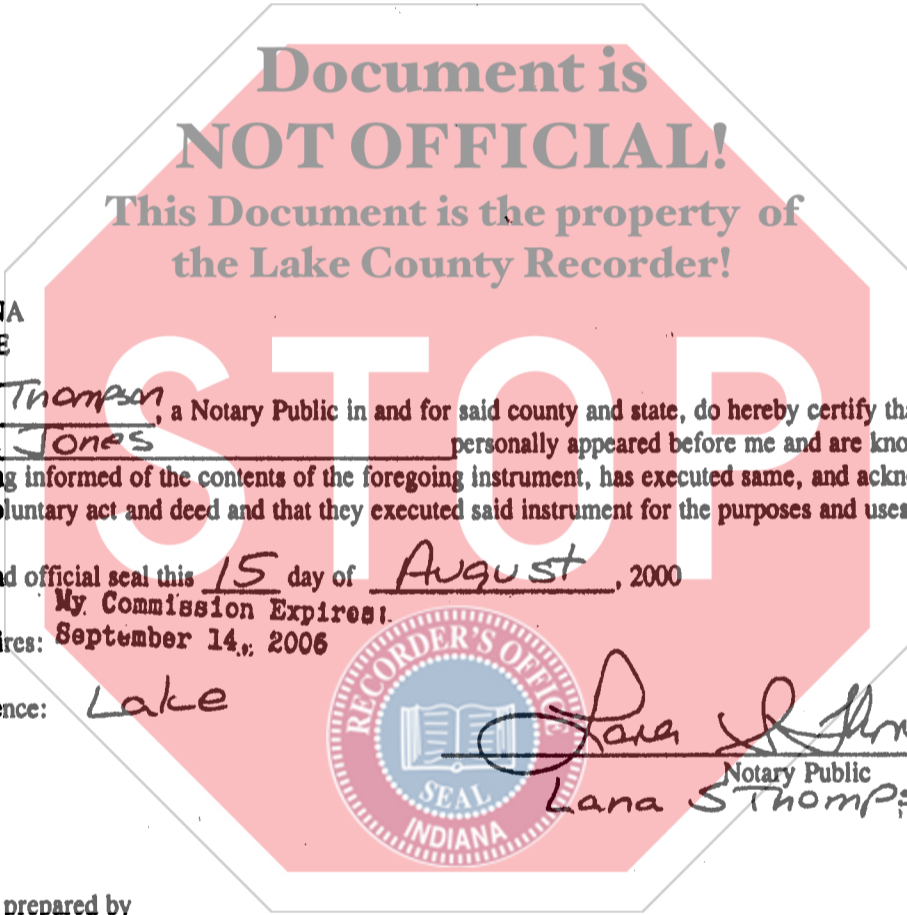 Document is
NOT OFFICIAL!
This Document is the property of
the Lake County Recorder!
STOP
NA
E
Thompson, a Notary Public in and for said county and state, do hereby certify tha
Jones personally appeared before me and are kno
g informed of the contents of the foregoing instrument, has executed same, and ackn
oluntary act and deed and that they executed said instrument for the purposes and uses
d official seal this 15 day of August, 2000
My Commission Expires:
ires: September 14, 2006
ence: Lake
RECORDER'S OFFICE
SEAL
INDIANA
Lana S Thom
Notary Public
Lana S Thomps
prepared by